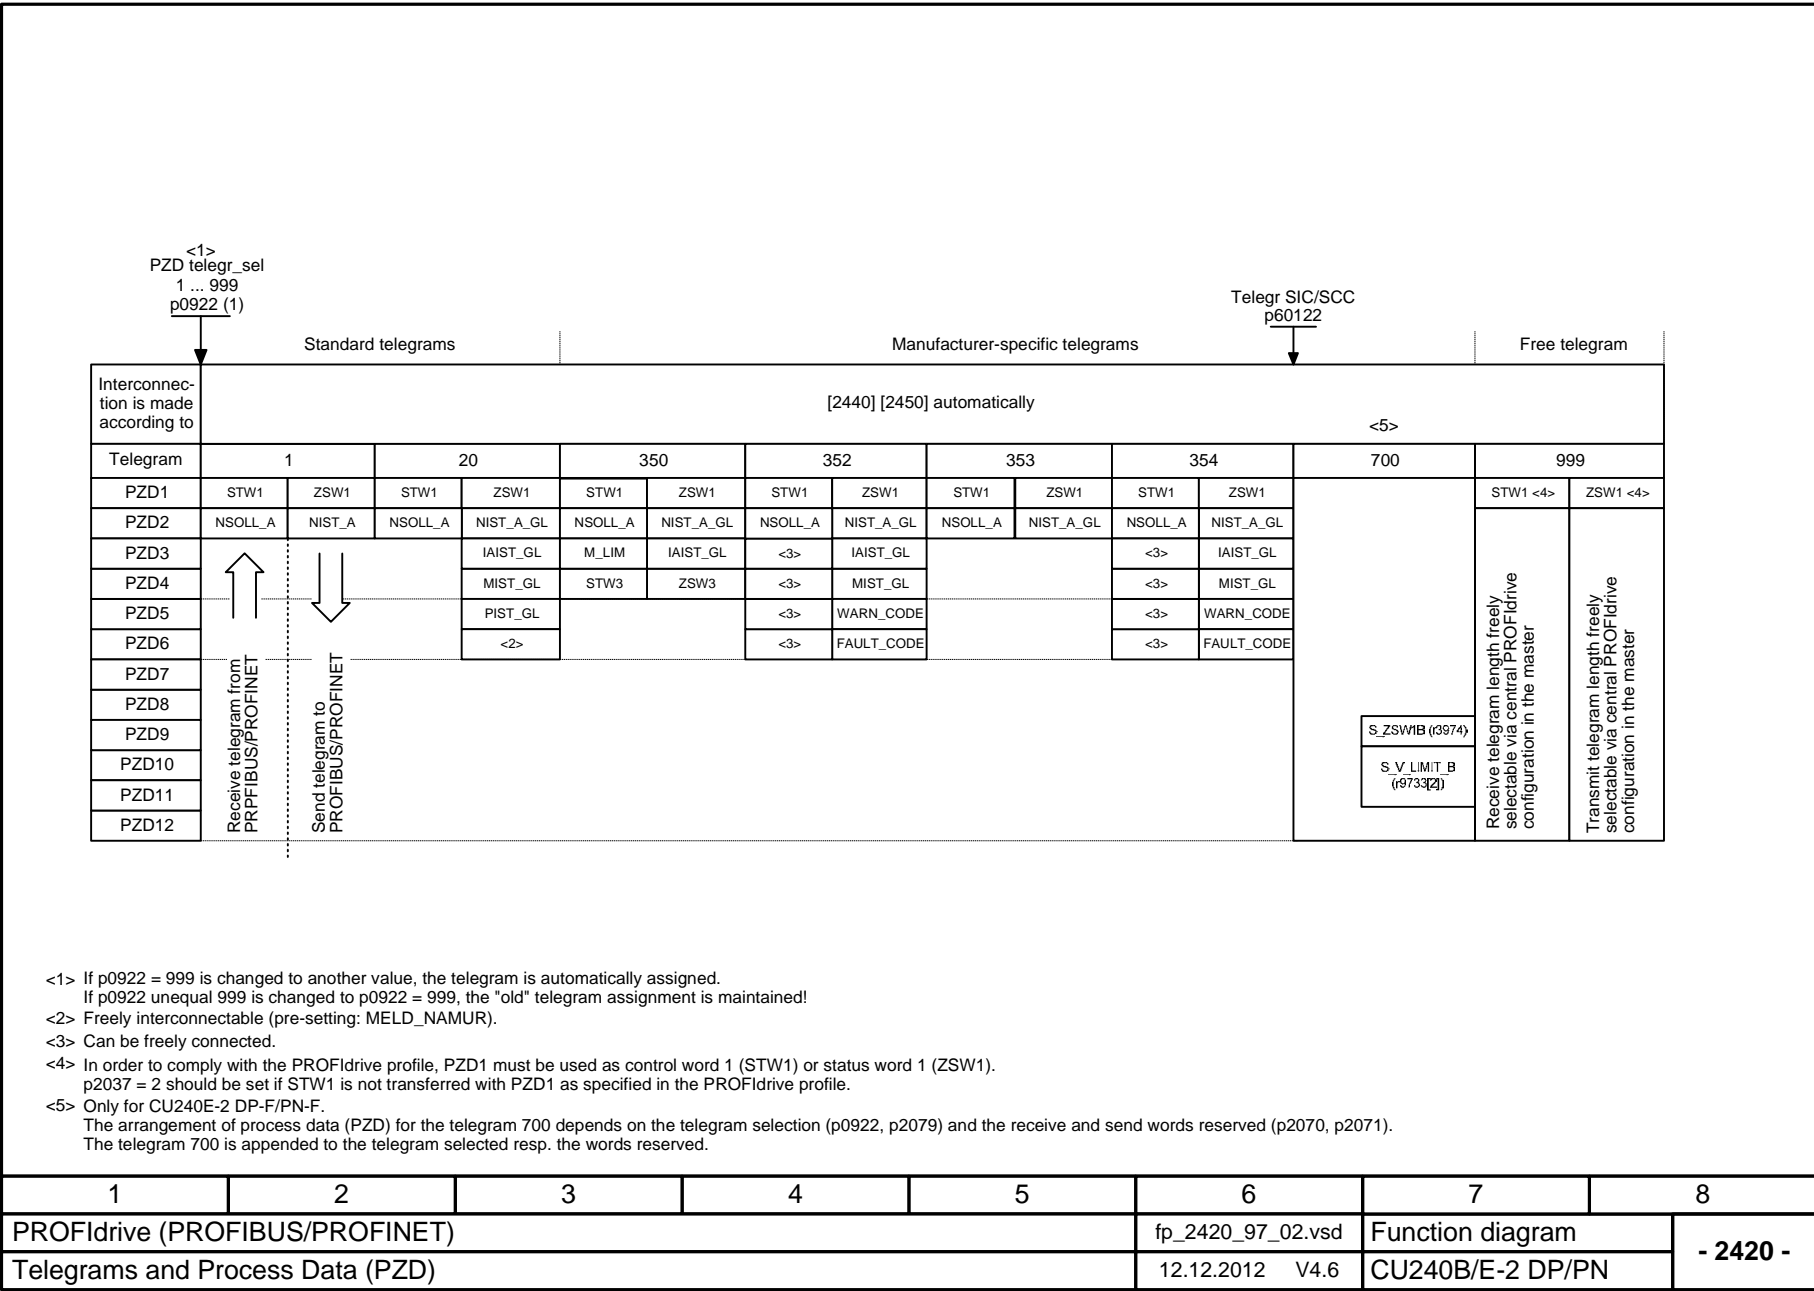 <1>
PZD telegr_sel
1 ... 999
p0922 (1)
Telegr SIC/SCC
p60122
Standard telegrams
Manufacturer-specific telegrams
Free telegram
Interconnec-
tion is made
according to
[2440] [2450] automatically
<5>
Telegram 1 20 350 352 353 354 700 999
PZD1 STW1 ZSW1 STW1 ZSW1 STW1 ZSW1 STW1 ZSW1 STW1 ZSW1 STW1 ZSW1 STW1 <4> ZSW1 <4>
PZD2 NSOLL_A NIST_A NSOLL_A NIST_A_GL NSOLL_A NIST_A_GL NSOLL_A NIST_A_GL NSOLL_A NIST_A_GL NSOLL_A NIST_A_GL
PZD3 IAIST_GL M_LIM IAIST_GL <3> IAIST_GL <3> IAIST_GL
PZD4 MIST_GL STW3 ZSW3 <3> MIST_GL <3> MIST_GL
PZD5 PIST_GL <3> WARN_CODE <3> WARN_CODE
PZD6 <2> <3> FAULT_CODE <3> FAULT_CODE
PZD7
PZD8
PZD9 S_ZSW1B (r3974)
PZD10 S_V_LIMIT_B
(r9733[2])
PZD11
PZD12
Receive telegram from
PRPFIBUS/PROFINET
Send telegram to
PROFIBUS/PROFINET
Receive telegram length freely
selectable via central PROFIdrive
configuration in the master
Transmit telegram length freely
selectable via central PROFIdrive
configuration in the master
<1> If p0922 = 999 is changed to another value, the telegram is automatically assigned.
If p0922 unequal 999 is changed to p0922 = 999, the "old" telegram assignment is maintained!
<2> Freely interconnectable (pre-setting: MELD_NAMUR).
<3> Can be freely connected.
<4> In order to comply with the PROFIdrive profile, PZD1 must be used as control word 1 (STW1) or status word 1 (ZSW1).
p2037 = 2 should be set if STW1 is not transferred with PZD1 as specified in the PROFIdrive profile.
<5> Only for CU240E-2 DP-F/PN-F.
The arrangement of process data (PZD) for the telegram 700 depends on the telegram selection (p0922, p2079) and the receive and send words reserved (p2070, p2071).
The telegram 700 is appended to the telegram selected resp. the words reserved.
1 2 3 4 5 6 7 8
PROFIdrive (PROFIBUS/PROFINET) fp_2420_97_02.vsd Function diagram
- 2420 -
Telegrams and Process Data (PZD) 12.12.2012 V4.6 CU240B/E-2 DP/PN